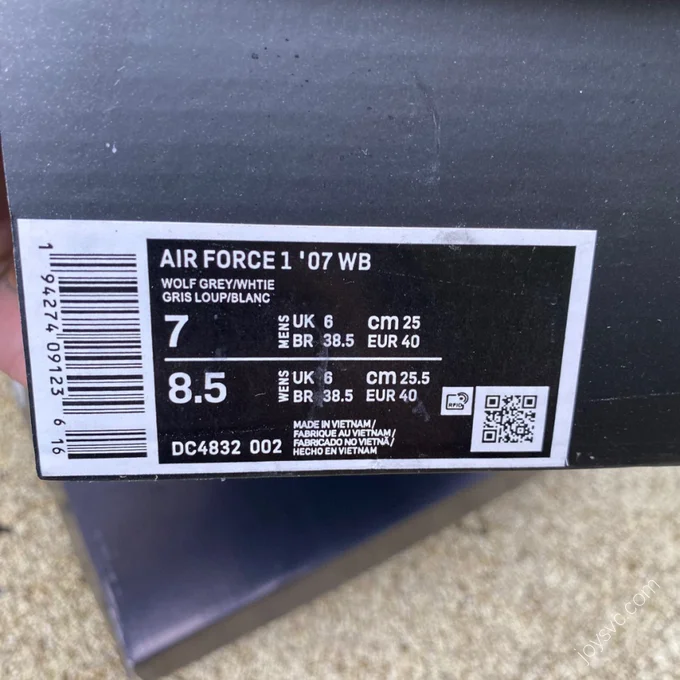 AIR FORCE 1 '07 WB
WOLF GREY/WHTIE
GRIS LOUP/BLANC
7 MENS UK 6 cm 25
BR 38.5 EUR 40
8.5 WENS UK 6 cm 25.5
BR 38.5 EUR 40
RFID
DC4832 002
MADE IN VIETNAM/
FABRIQUE AU VIETNAM/
FABRICADO NO VIETNÃ/
HECHO EN VIETNAM
1 94274 09123 6 16
joysvc.com